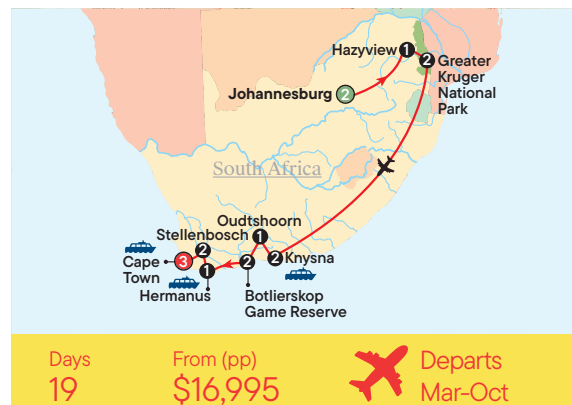 Hazyview
1
2
Greater
Kruger
National
Park
Johannesburg
2
South Africa
Oudtshoorn
1
Stellenbosch
2
Cape
Town
3
1
Hermanus
2
Botlierskop
Game Reserve
2
Knysna
Days
19
From (pp)
$16,995
Departs
Mar-Oct